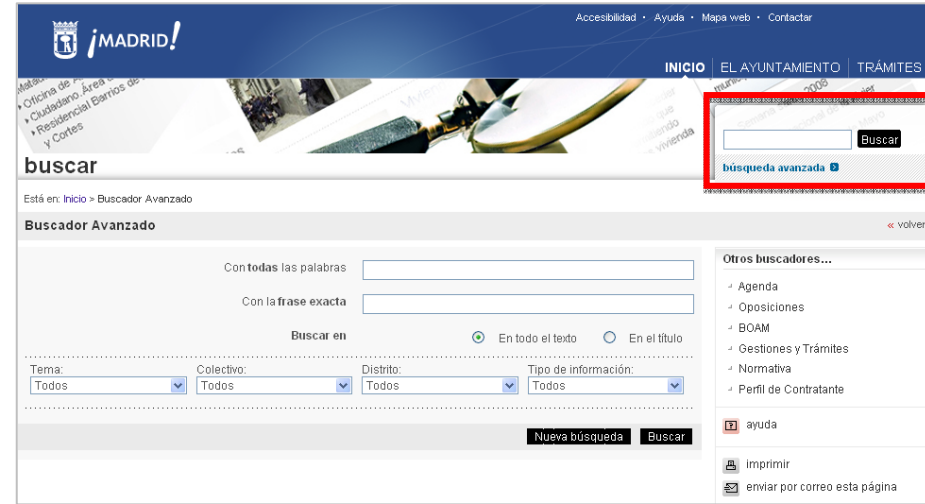 Accesibilidad · Ayuda · Mapa web · Contactar
¡MADRID!
INICIO | EL AYUNTAMIENTO | TRÁMITES
Oficina de
Ciudadano. Área
Residencial Barrios de
y Cortes
2008
vivienda
Buscar
búsqueda avanzada
buscar
Está en: Inicio > Buscador Avanzado
Buscador Avanzado
« volver
Con todas las palabras
Con la frase exacta
Buscar en
En todo el texto
En el título
Tema:
Colectivo:
Distrito:
Tipo de información:
Todos
Todos
Todos
Todos
Nueva búsqueda
Buscar
Otros buscadores...
Agenda
Oposiciones
BOAM
Gestiones y Trámites
Normativa
Perfil de Contratante
ayuda
imprimir
enviar por correo esta página